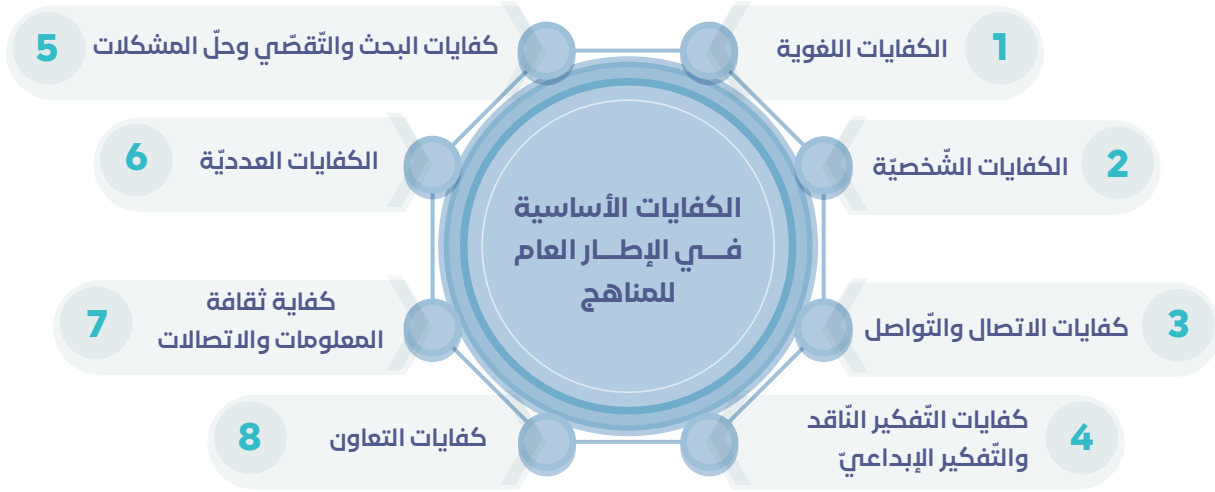 الكفايات الأساسية
فـــي الإطـــار العام
للمناهج
1
الكفايات اللغوية
2
الكفايات الشّخصيّة
3
كفايات الاتصال والتّواصل
4
كفايات التّفكير النّاقد
والتّفكير الإبداعيّ
5
كفايات البحث والتّقصّي وحلّ المشكلات
6
الكفايات العدديّة
7
كفاية ثقافة
المعلومات والاتصالات
8
كفايات التعاون